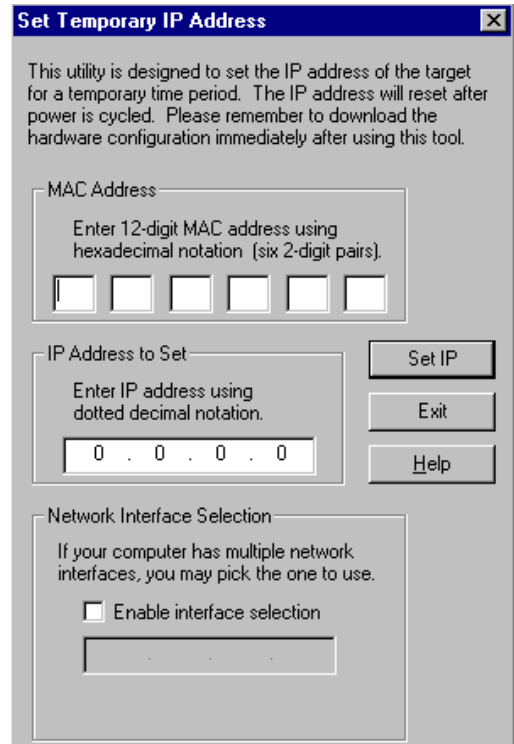 Set Temporary IP Address
This utility is designed to set the IP address of the target
for a temporary time period. The IP address will reset after
power is cycled. Please remember to download the
hardware configuration immediately after using this tool.
MAC Address
Enter 12-digit MAC address using
hexadecimal notation (six 2-digit pairs).
IP Address to Set
Enter IP address using
dotted decimal notation.
0 . 0 . 0 . 0
Set IP
Exit
Help
Network Interface Selection
If your computer has multiple network
interfaces, you may pick the one to use.
Enable interface selection
. . .